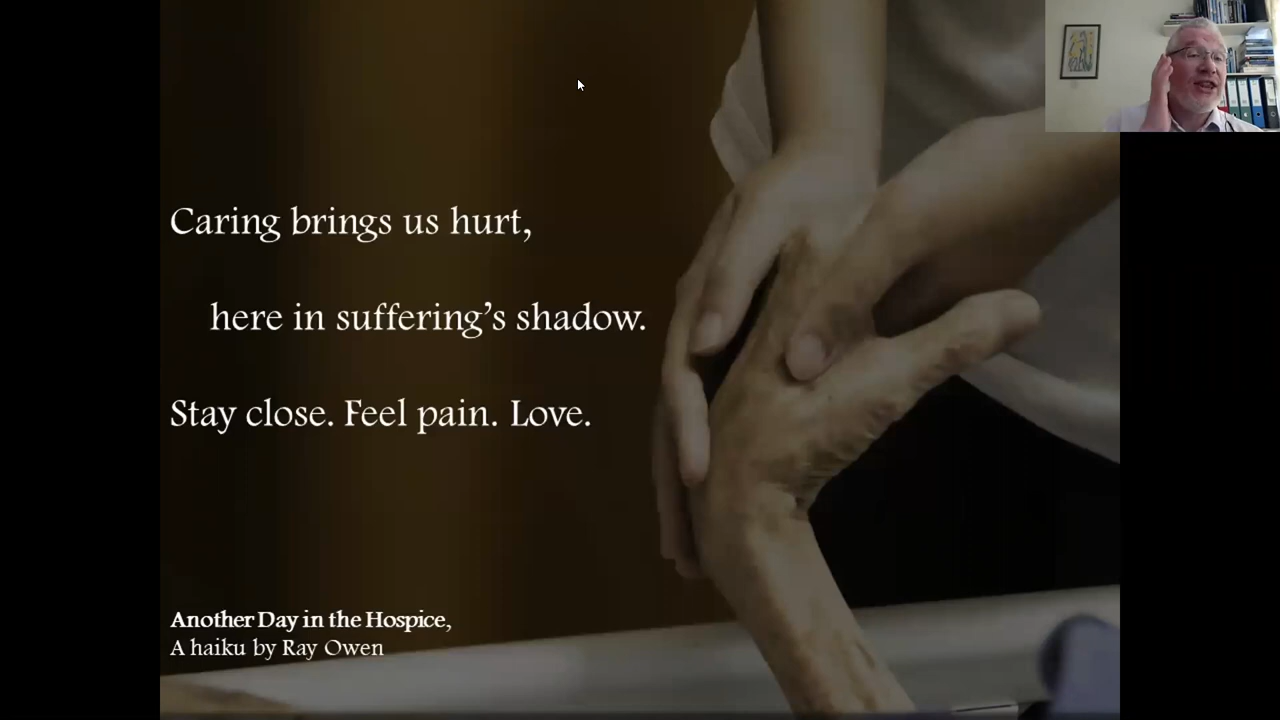 Caring brings us hurt,
here in suffering’s shadow.
Stay close. Feel pain. Love.
Another Day in the Hospice,
A haiku by Ray Owen